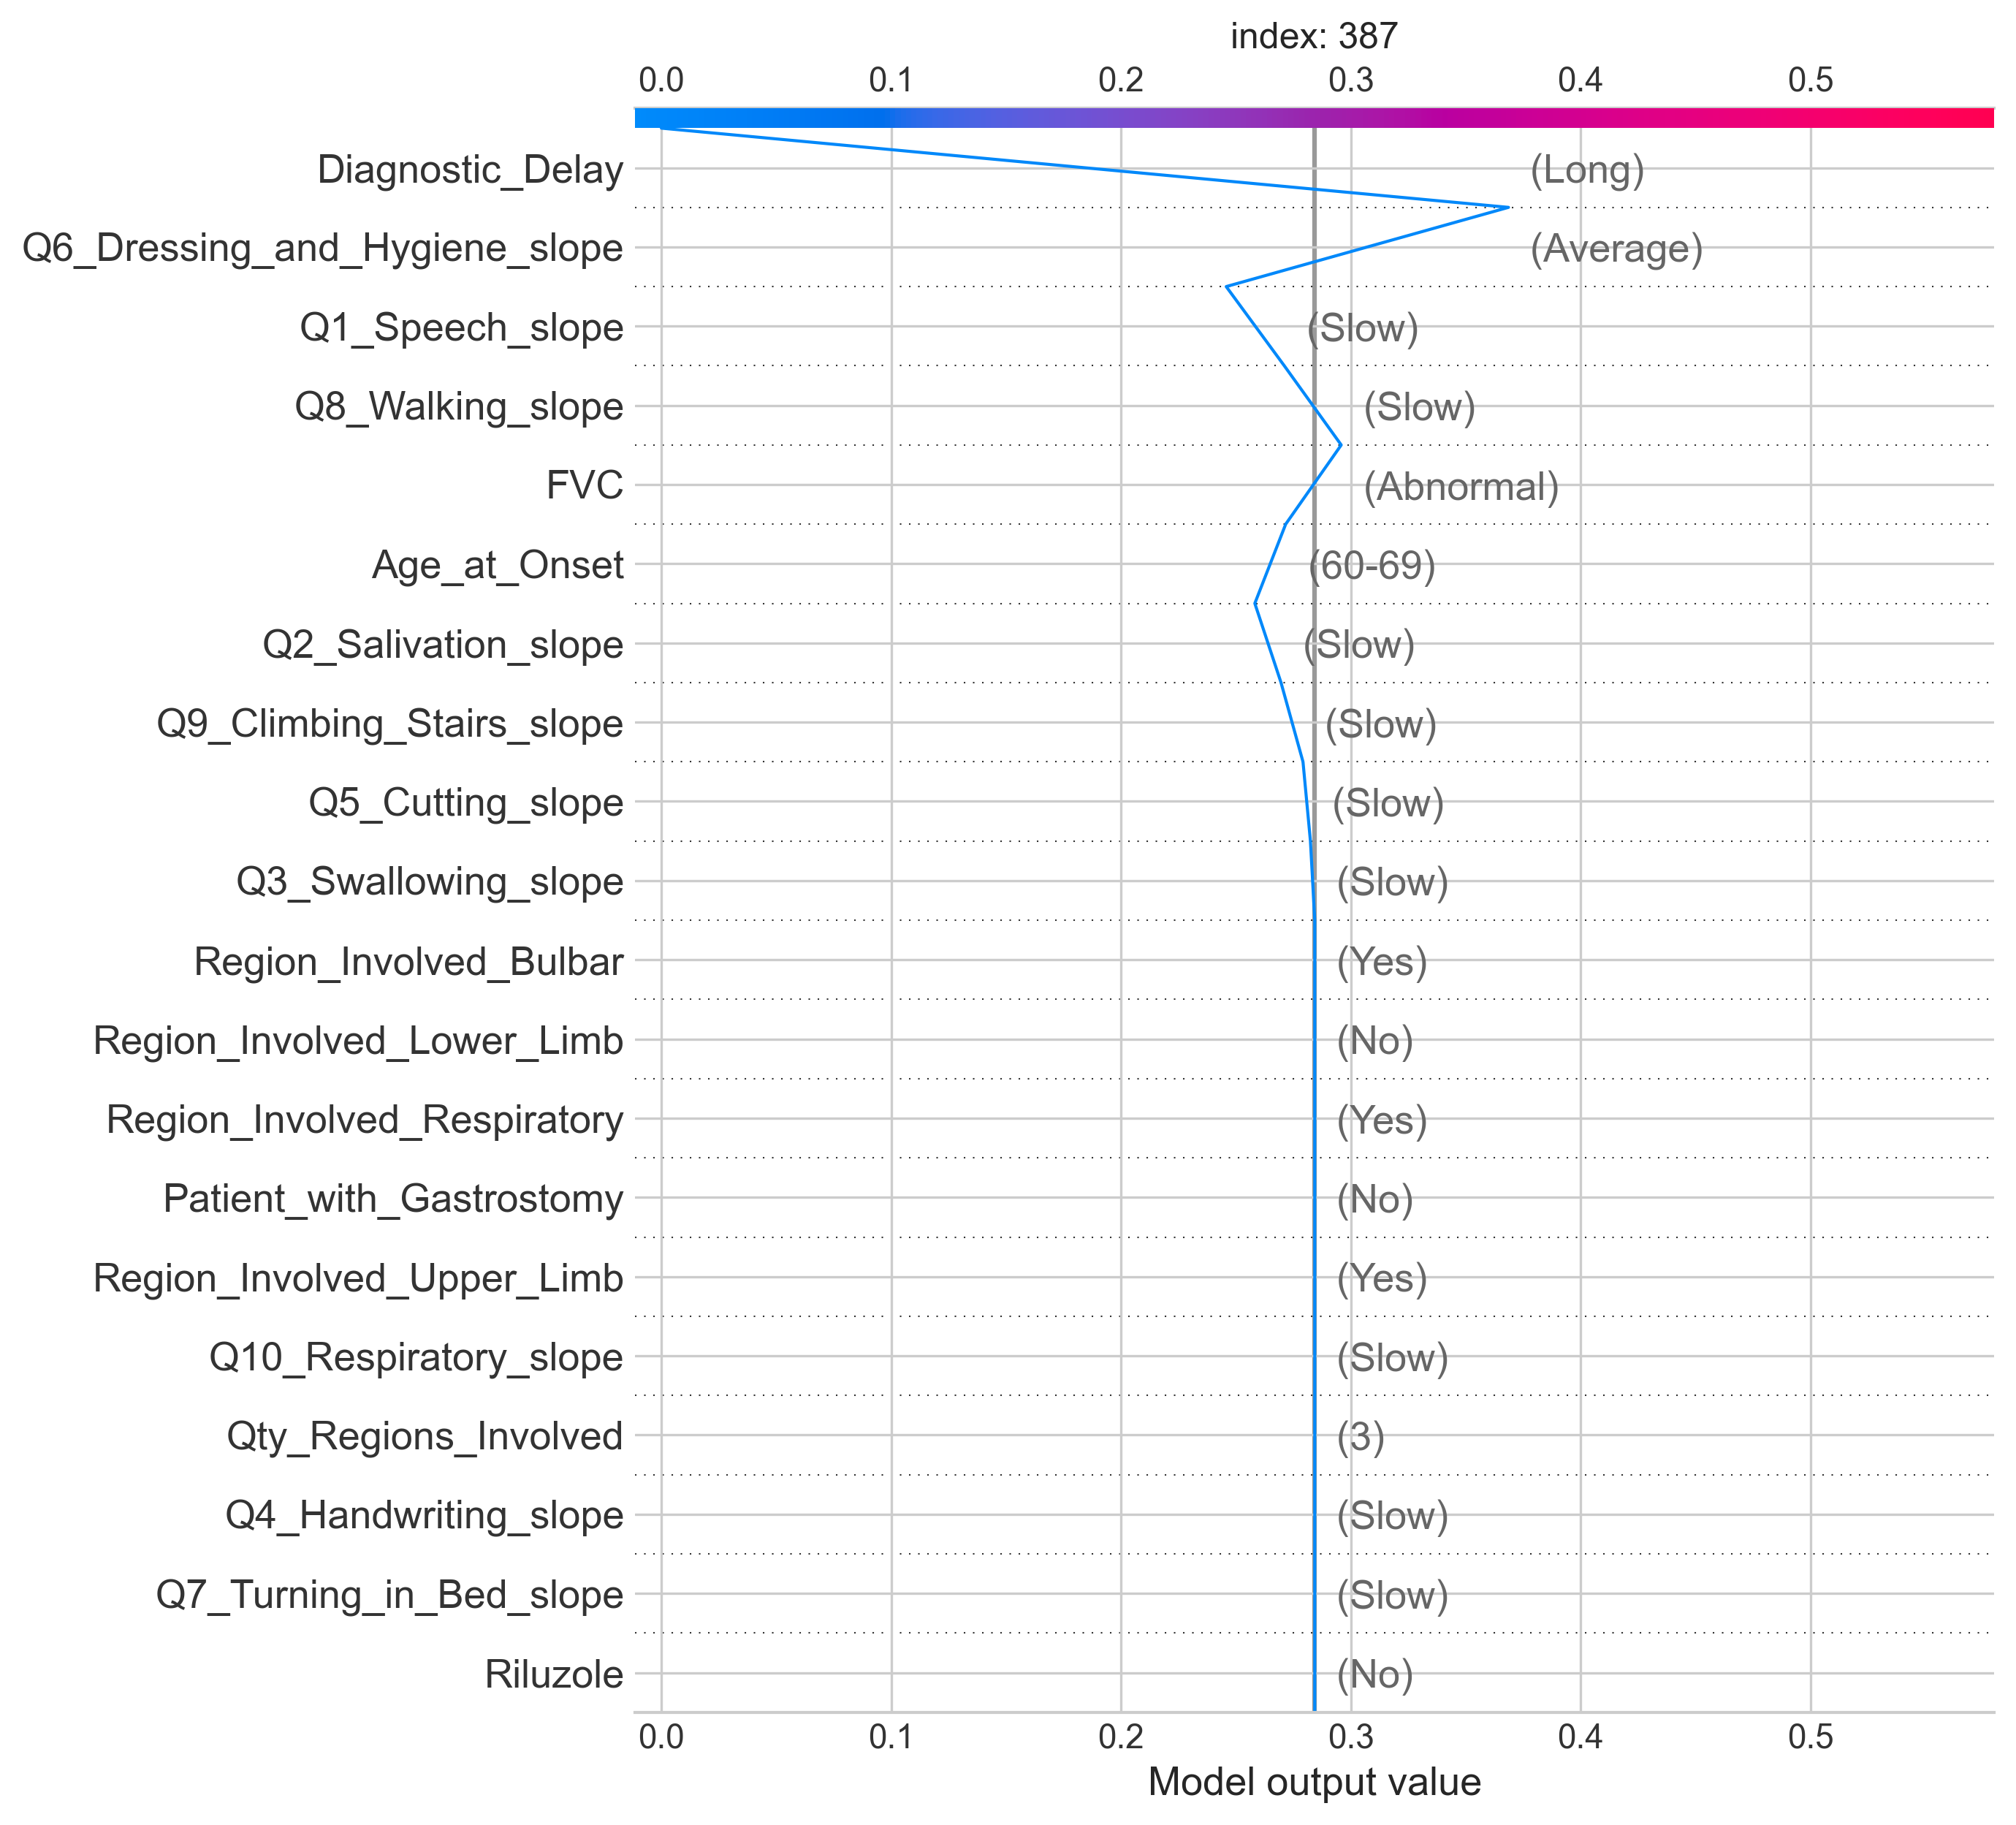 index: 387
0.0 0.1 0.2 0.3 0.4 0.5
Diagnostic_Delay (Long)
Q6_Dressing_and_Hygiene_slope (Average)
Q1_Speech_slope (Slow)
Q8_Walking_slope (Slow)
FVC (Abnormal)
Age_at_Onset (60-69)
Q2_Salivation_slope (Slow)
Q9_Climbing_Stairs_slope (Slow)
Q5_Cutting_slope (Slow)
Q3_Swallowing_slope (Slow)
Region_Involved_Bulbar (Yes)
Region_Involved_Lower_Limb (No)
Region_Involved_Respiratory (Yes)
Patient_with_Gastrostomy (No)
Region_Involved_Upper_Limb (Yes)
Q10_Respiratory_slope (Slow)
Qty_Regions_Involved (3)
Q4_Handwriting_slope (Slow)
Q7_Turning_in_Bed_slope (Slow)
Riluzole (No)
0.0 0.1 0.2 0.3 0.4 0.5
Model output value